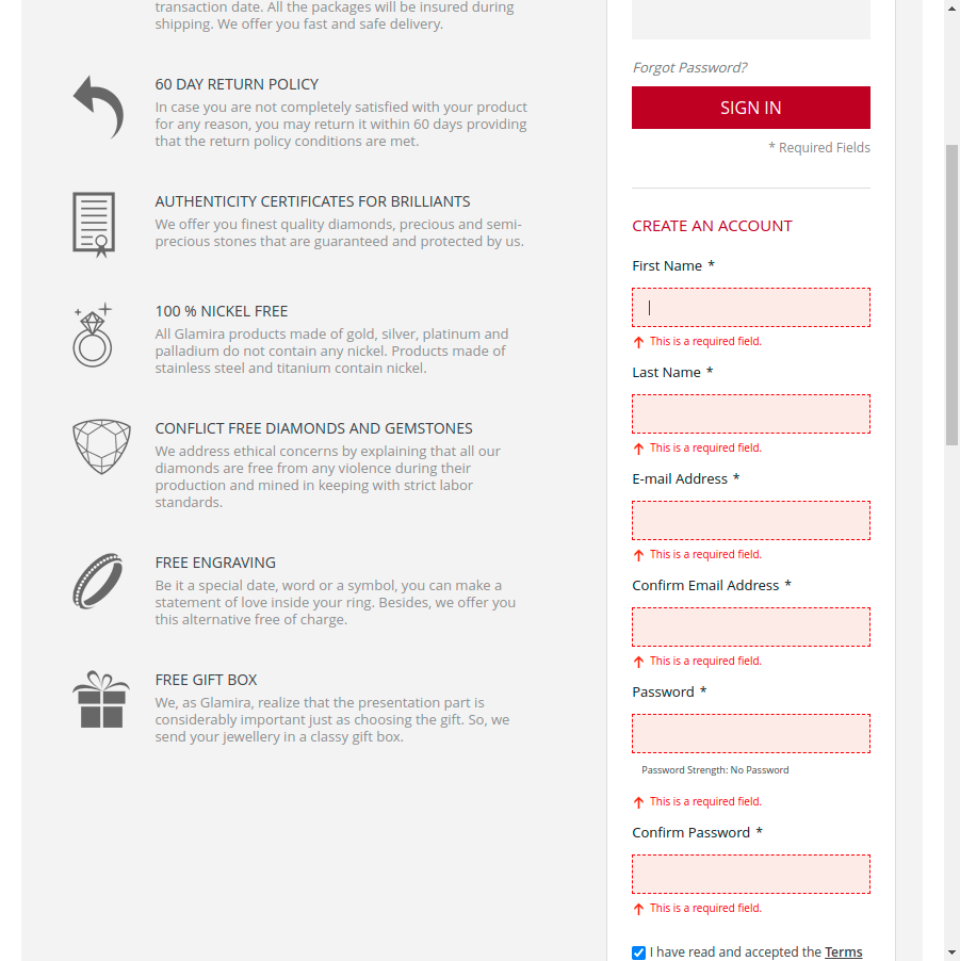 transaction date. All the packages will be insured during
shipping. We offer you fast and safe delivery.
60 DAY RETURN POLICY
In case you are not completely satisfied with your product
for any reason, you may return it within 60 days providing
that the return policy conditions are met.
AUTHENTICITY CERTIFICATES FOR BRILLIANTS
We offer you finest quality diamonds, precious and semi-
precious stones that are guaranteed and protected by us.
100 % NICKEL FREE
All Glamira products made of gold, silver, platinum and
palladium do not contain any nickel. Products made of
stainless steel and titanium contain nickel.
CONFLICT FREE DIAMONDS AND GEMSTONES
We address ethical concerns by explaining that all our
diamonds are free from any violence during their
production and mined in keeping with strict labor
standards.
FREE ENGRAVING
Be it a special date, word or a symbol, you can make a
statement of love inside your ring. Besides, we offer you
this alternative free of charge.
FREE GIFT BOX
We, as Glamira, realize that the presentation part is
considerably important just as choosing the gift. So, we
send your jewellery in a classy gift box.
Forgot Password?
SIGN IN
* Required Fields
CREATE AN ACCOUNT
First Name *
This is a required field.
Last Name *
This is a required field.
E-mail Address *
This is a required field.
Confirm Email Address *
This is a required field.
Password *
Password Strength: No Password
This is a required field.
Confirm Password *
This is a required field.
I have read and accepted the Terms